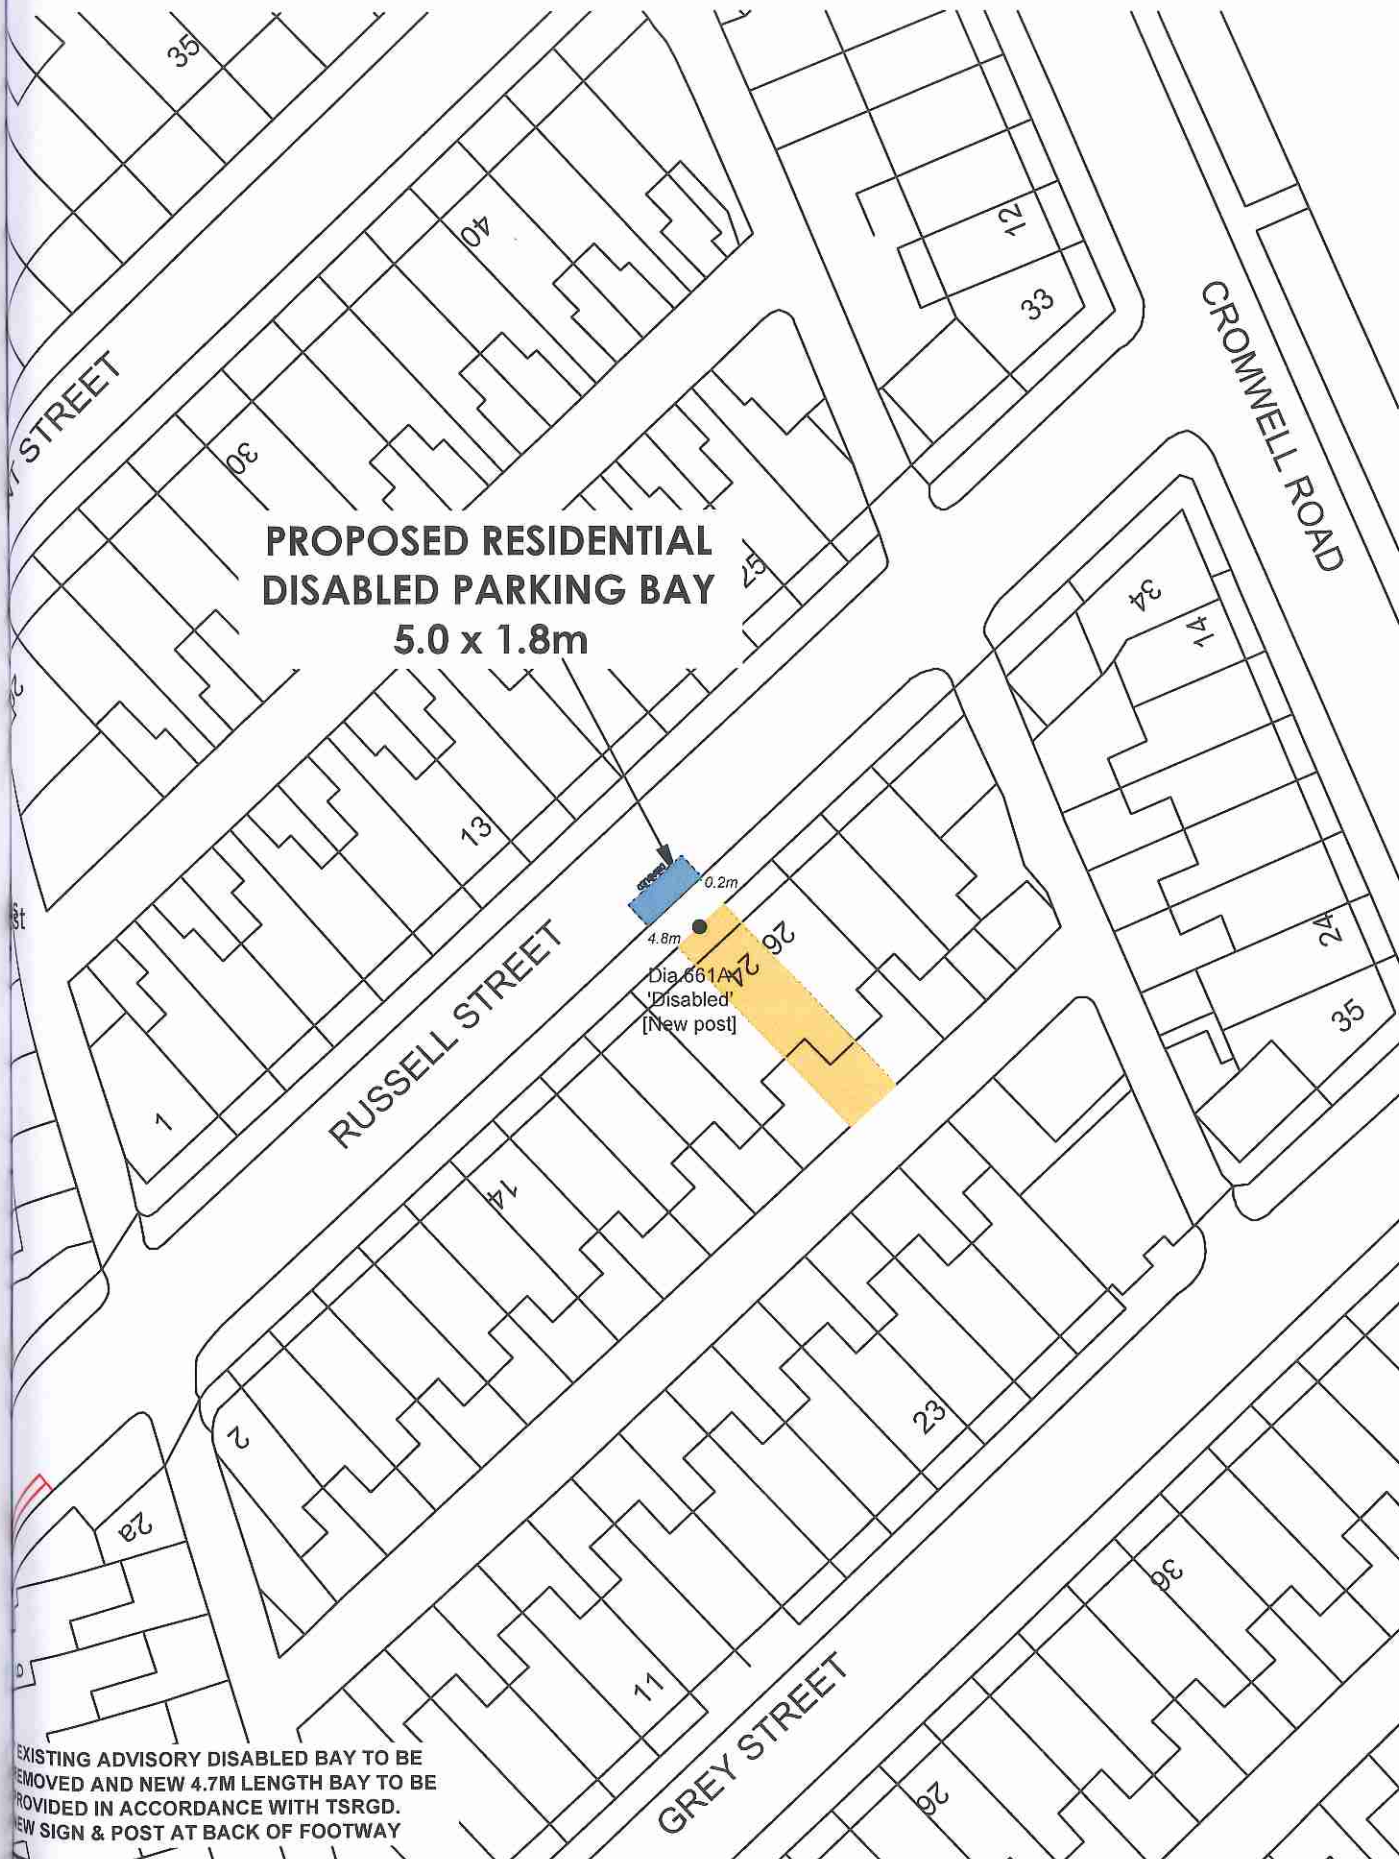 35
40
12
33
CROMWELL ROAD
STREET
30
PROPOSED RESIDENTIAL
DISABLED PARKING BAY
5.0 x 1.8m
25
34
14
13
0.2m
4.8m
26
24
Dia.661A
'Disabled'
[New post]
24
35
RUSSELL STREET
1
14
2
23
2a
36
11
GREY STREET
26
EXISTING ADVISORY DISABLED BAY TO BE
EMOVED AND NEW 4.7M LENGTH BAY TO BE
ROVIDED IN ACCORDANCE WITH TSRGD.
EW SIGN & POST AT BACK OF FOOTWAY